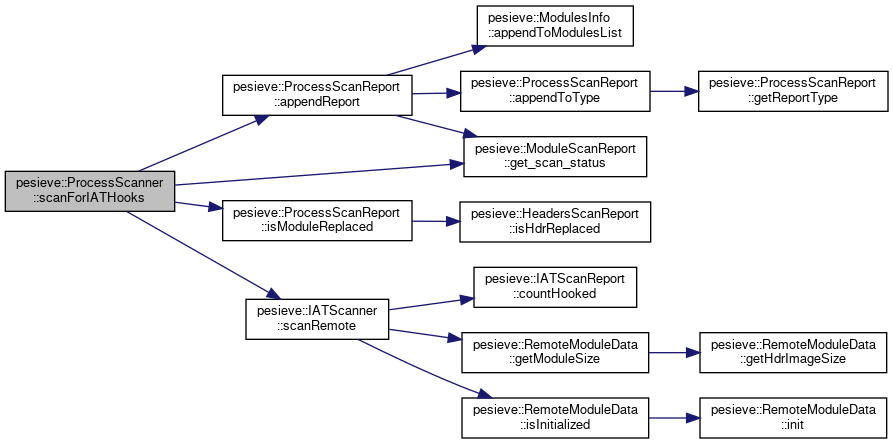 pesieve::ProcessScanner
::scanForIATHooks
pesieve::ProcessScanReport
::appendReport
pesieve::ModulesInfo
::appendToModulesList
pesieve::ProcessScanReport
::appendToType
pesieve::ProcessScanReport
::getReportType
pesieve::ModuleScanReport
::get_scan_status
pesieve::ProcessScanReport
::isModuleReplaced
pesieve::HeadersScanReport
::isHdrReplaced
pesieve::IATScanner
::scanRemote
pesieve::IATScanReport
::countHooked
pesieve::RemoteModuleData
::getModuleSize
pesieve::RemoteModuleData
::getHdrImageSize
pesieve::RemoteModuleData
::isInitialized
pesieve::RemoteModuleData
::init